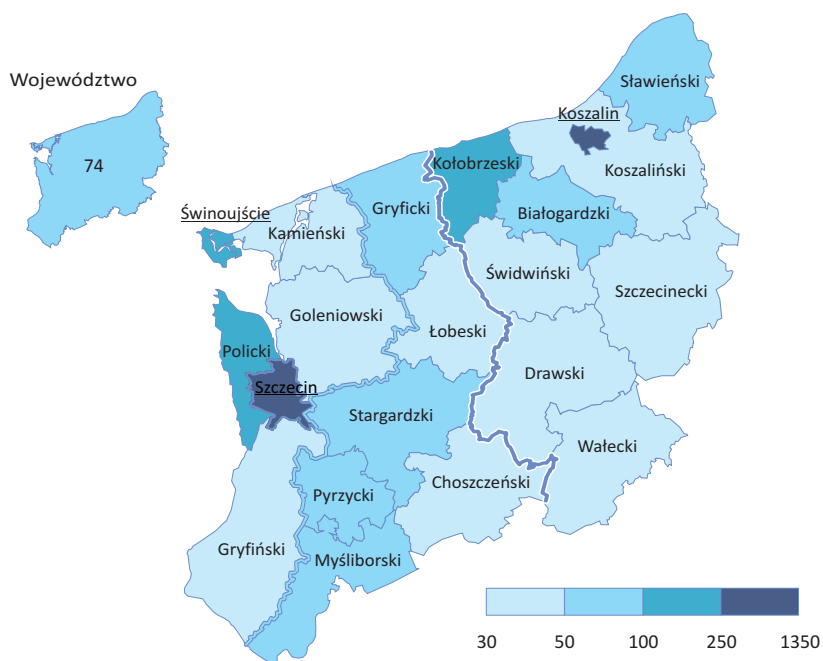 Województwo
74
Sławieński
Koszalin
Koszaliński
Kołobrzeski
Białogardzki
Gryficki
Świnoujście
Kamieński
Świdwiński
Szczecinecki
Goleniowski
Łobeski
Policki
Drawski
Szczecin
Stargardzki
Wałecki
Choszczeński
Pyrzycki
Gryfiński
Myśliborski
30 50 100 250 1350